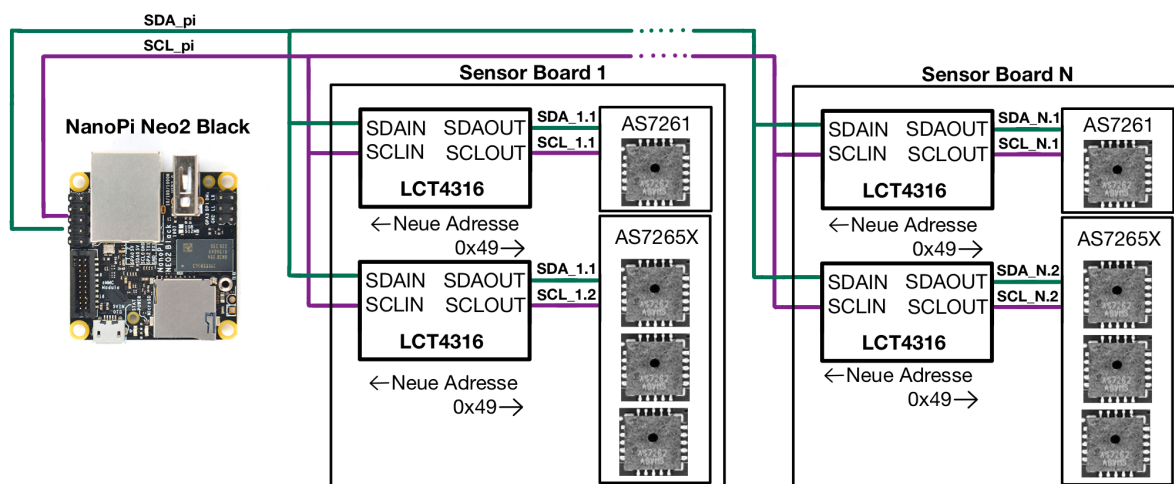 SDA_pi
SCL_pi
Sensor Board 1
Sensor Board N
NanoPi Neo2 Black
SDAIN SDAOUT
SCLIN SCLOUT
LCT4316
SDA_1.1
SCL_1.1
AS7261
←Neue Adresse
0x49→
SDAIN SDAOUT
SCLIN SCLOUT
LCT4316
SDA_1.1
SCL_1.2
AS7265X
←Neue Adresse
0x49→
SDAIN SDAOUT
SCLIN SCLOUT
LCT4316
SDA_N.1
SCL_N.1
AS7261
←Neue Adresse
0x49→
SDAIN SDAOUT
SCLIN SCLOUT
LCT4316
SDA_N.2
SCL_N.2
AS7265X
←Neue Adresse
0x49→
NanoPi
NEO2 Black